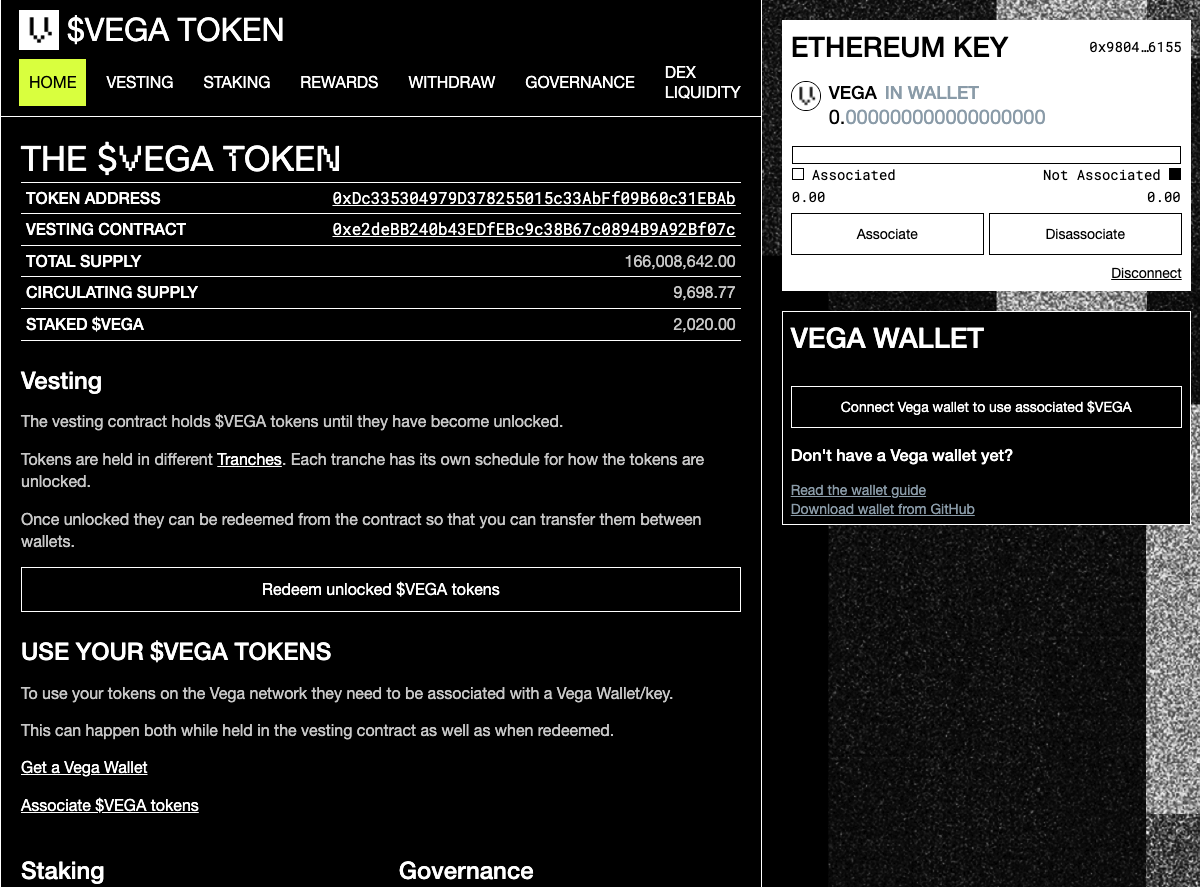 $VEGA TOKEN
HOME VESTING STAKING REWARDS WITHDRAW GOVERNANCE DEX LIQUIDITY
THE $VEGA TOKEN
TOKEN ADDRESS 0xDc335304979D378255015c33AbFf09B60c31EBAb
VESTING CONTRACT 0xe2deBB240b43EDfEBc9c38B67c0894B9A92Bf07c
TOTAL SUPPLY 166,008,642.00
CIRCULATING SUPPLY 9,698.77
STAKED $VEGA 2,020.00
Vesting
The vesting contract holds $VEGA tokens until they have become unlocked.
Tokens are held in different Tranches. Each tranche has its own schedule for how the tokens are
unlocked.
Once unlocked they can be redeemed from the contract so that you can transfer them between
wallets.
Redeem unlocked $VEGA tokens
USE YOUR $VEGA TOKENS
To use your tokens on the Vega network they need to be associated with a Vega Wallet/key.
This can happen both while held in the vesting contract as well as when redeemed.
Get a Vega Wallet
Associate $VEGA tokens
Staking Governance
ETHEREUM KEY 0x9804…6155
VEGA IN WALLET
0.000000000000000000
Associated Not Associated
0.00 0.00
Associate Disassociate
Disconnect
VEGA WALLET
Connect Vega wallet to use associated $VEGA
Don't have a Vega wallet yet?
Read the wallet guide
Download wallet from GitHub